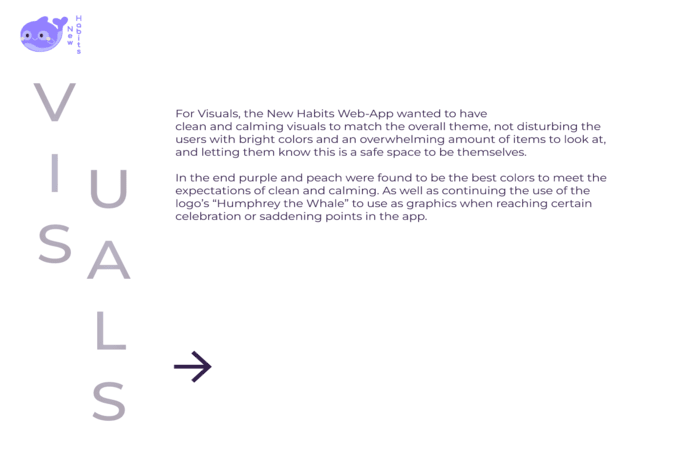 New
Habits
VISUALS
For Visuals, the New Habits Web-App wanted to have
clean and calming visuals to match the overall theme, not disturbing the
users with bright colors and an overwhelming amount of items to look at,
and letting them know this is a safe space to be themselves.
In the end purple and peach were found to be the best colors to meet the
expectations of clean and calming. As well as continuing the use of the
logo’s “Humphrey the Whale” to use as graphics when reaching certain
celebration or saddening points in the app.